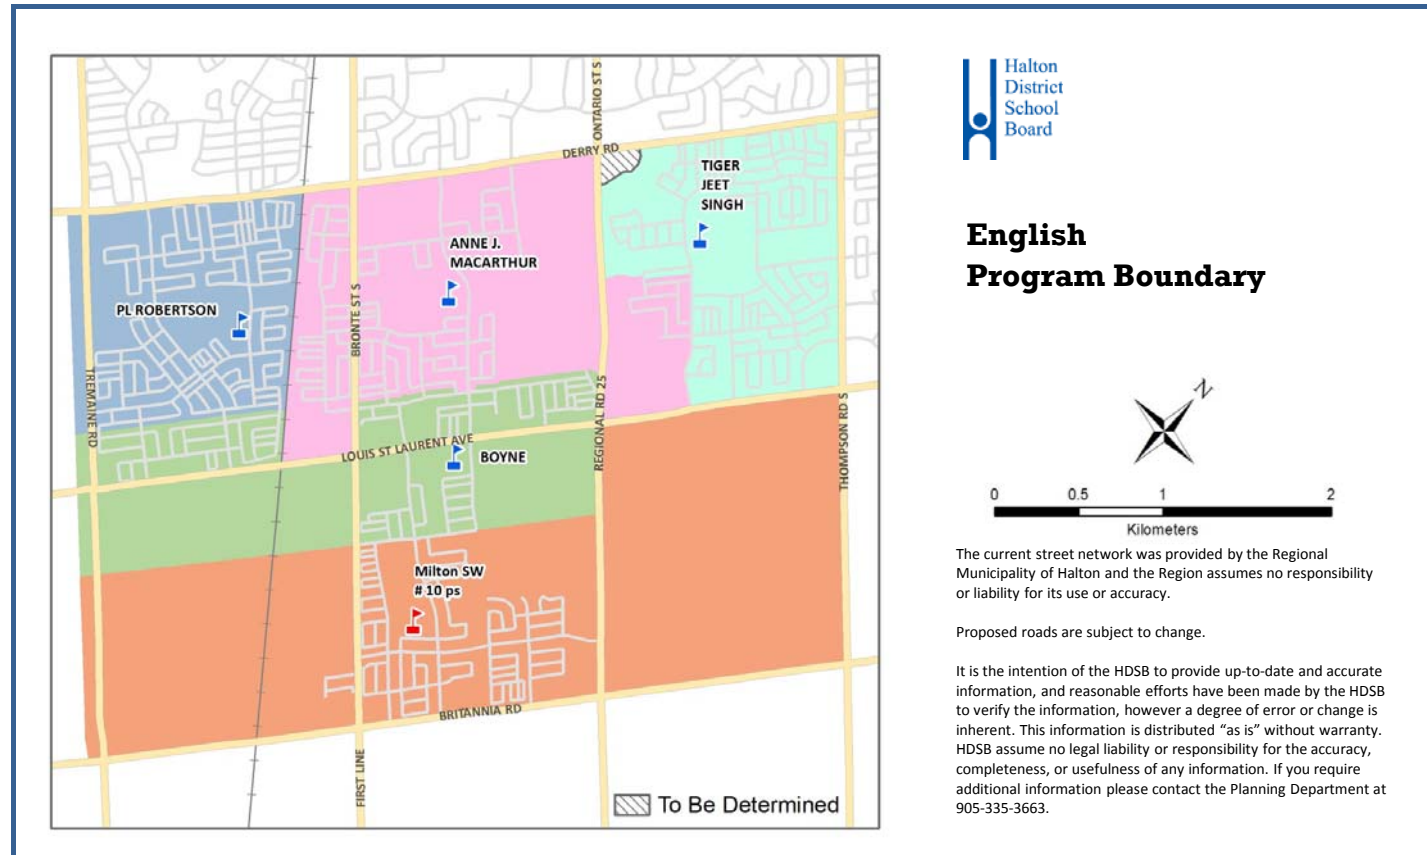 DERRY RD
ONTARIO ST S
TIGER
JEET
SINGH
ANNE J.
MACARTHUR
PL ROBERTSON
BRONTE ST S
TREMAINE RD
REGIONAL RD 25
THOMPSON RD S
LOUIS ST LAURENT AVE
BOYNE
Milton SW
# 10 ps
BRITANNIA RD
FIRST LINE
To Be Determined
Halton
District
School
Board
English
Program Boundary
N
0 0.5 1 2
Kilometers
The current street network was provided by the Regional
Municipality of Halton and the Region assumes no responsibility
or liability for its use or accuracy.
Proposed roads are subject to change.
It is the intention of the HDSB to provide up-to-date and accurate
information, and reasonable efforts have been made by the HDSB
to verify the information, however a degree of error or change is
inherent. This information is distributed “as is” without warranty.
HDSB assume no legal liability or responsibility for the accuracy,
completeness, or usefulness of any information. If you require
additional information please contact the Planning Department at
905-335-3663.